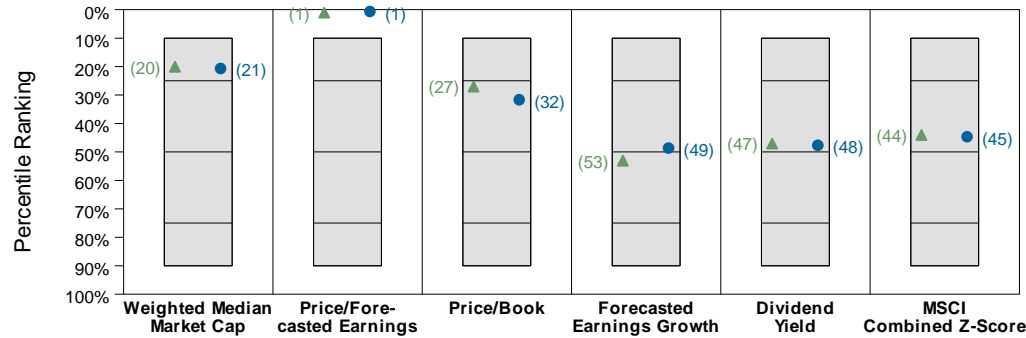 Percentile Ranking
0%
10%
20%
30%
40%
50%
60%
70%
80%
90%
100%
(20)
(21)
(1)
(1)
(27)
(32)
(53)
(49)
(47)
(48)
(44)
(45)
Weighted Median
Market Cap
Price/Fore-
casted Earnings
Price/Book
Forecasted
Earnings Growth
Dividend
Yield
MSCI
Combined Z-Score